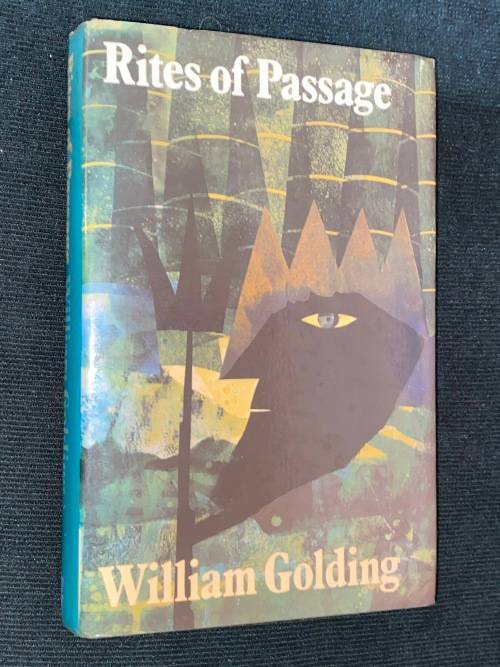 Rites of Passage
William Golding